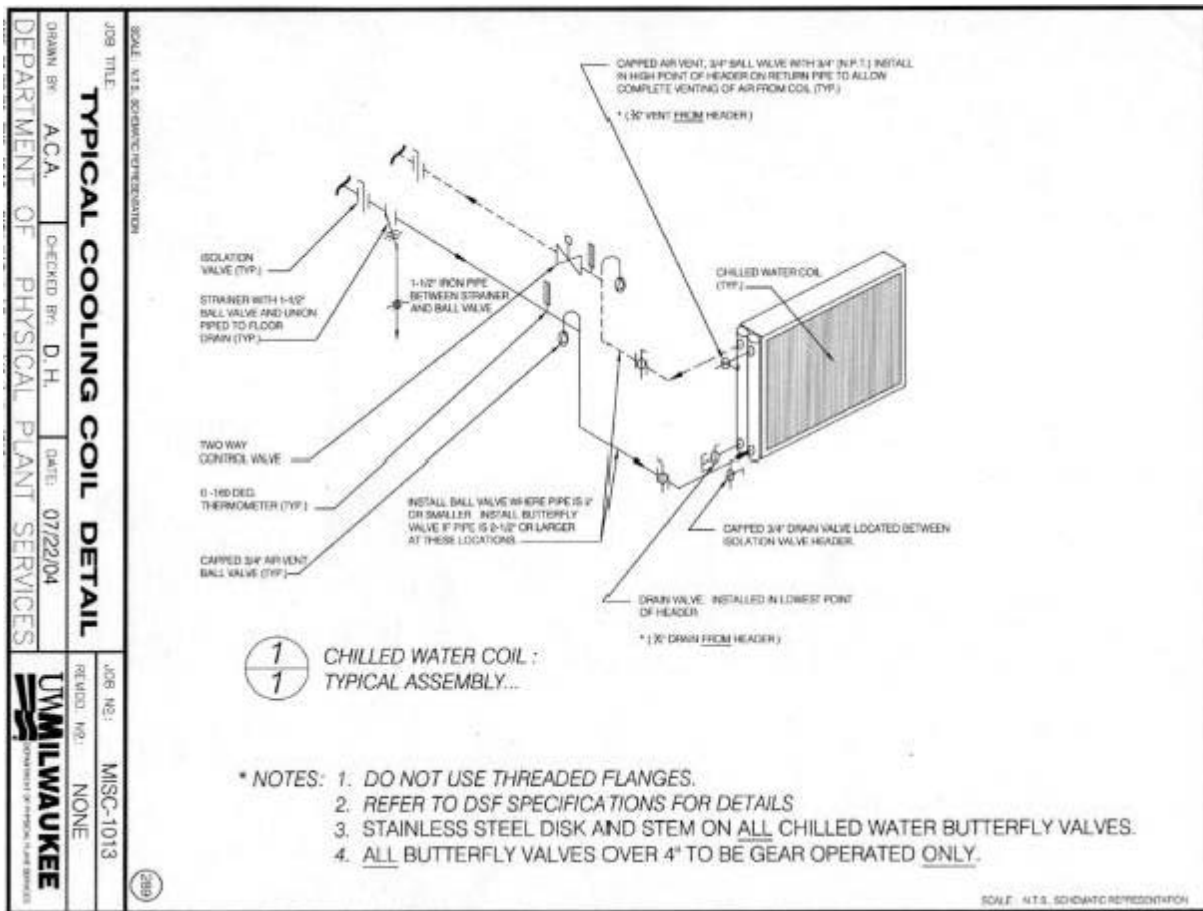 CAPPED AIR VENT, 3/4" BALL VALVE WITH 3/4" (N.P.T.) INSTALL
IN HIGH POINT OF HEADER ON RETURN PIPE TO ALLOW
COMPLETE VENTING OF AIR FROM COIL (TYP.)
VENT FROM HEADER )
ISOLATION
VALVE (TYP.)
STRAINER WITH 1-1/2"
BALL VALVE AND UNION
PIPED TO FLOOR
DRAIN (TYP.)
1-1/2" IRON PIPE
BETWEEN STRAINER
AND BALL VALVE
CHILLED WATER COIL
(TYP.)
TWO WAY
CONTROL VALVE
0 -160 DEG.
THERMOMETER (TYP.)
CAPPED 3/4" AIR VENT
BALL VALVE (TYP.)
INSTALL BALL VALVE WHERE PIPE IS
OR SMALLER. INSTALL BUTTERFLY
VALVE IF PIPE IS 2-1/2" OR LARGER
AT THESE LOCATIONS.
CAPPED 3/4" DRAIN VALVE LOCATED BETWEEN
ISOLATION VALVE HEADER.
DRAIN VALVE. INSTALLED IN LOWEST POINT
OF HEADER
DRAIN FROM HEADER )
1
1
CHILLED WATER COIL :
TYPICAL ASSEMBLY...
* NOTES: 1. DO NOT USE THREADED FLANGES.
2. REFER TO DSF SPECIFICATIONS FOR DETAILS
3. STAINLESS STEEL DISK AND STEM ON ALL CHILLED WATER BUTTERFLY VALVES.
4. ALL BUTTERFLY VALVES OVER 4" TO BE GEAR OPERATED ONLY.
SCALE : N.T.S., SCHEMATIC REPRESENTATION
289
SCALE : N.T.S., SCHEMATIC REPRESENTATION
JOB TITLE:
TYPICAL COOLING COIL DETAIL
JOB NO.: MISC-1013
REMOD. NO.: NONE
DRAWN BY: A.C.A.
CHECKED BY: D. H.
DATE: 07/22/04
DEPARTMENT OF PHYSICAL PLANT SERVICES
UWMILWAUKEE
DEPARTMENT OF PHYSICAL PLANT SERVICES